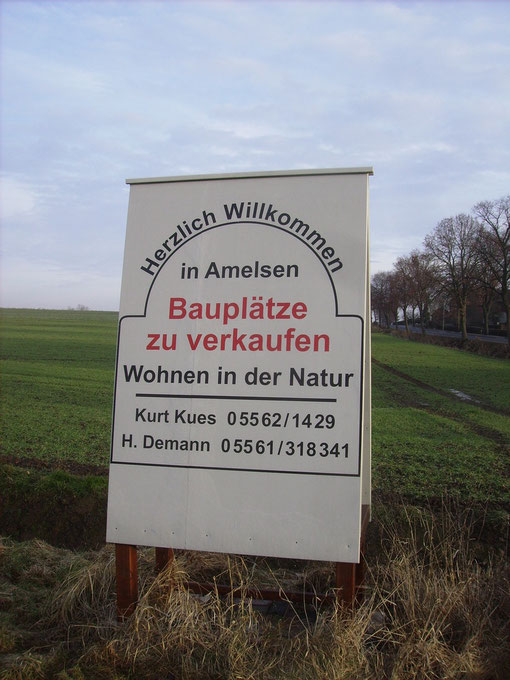 Herzlich Willkommen
in Amelsen
Bauplätze
zu verkaufen
Wohnen in der Natur
Kurt Kues 05562/1429
H. Demann 05561/318341